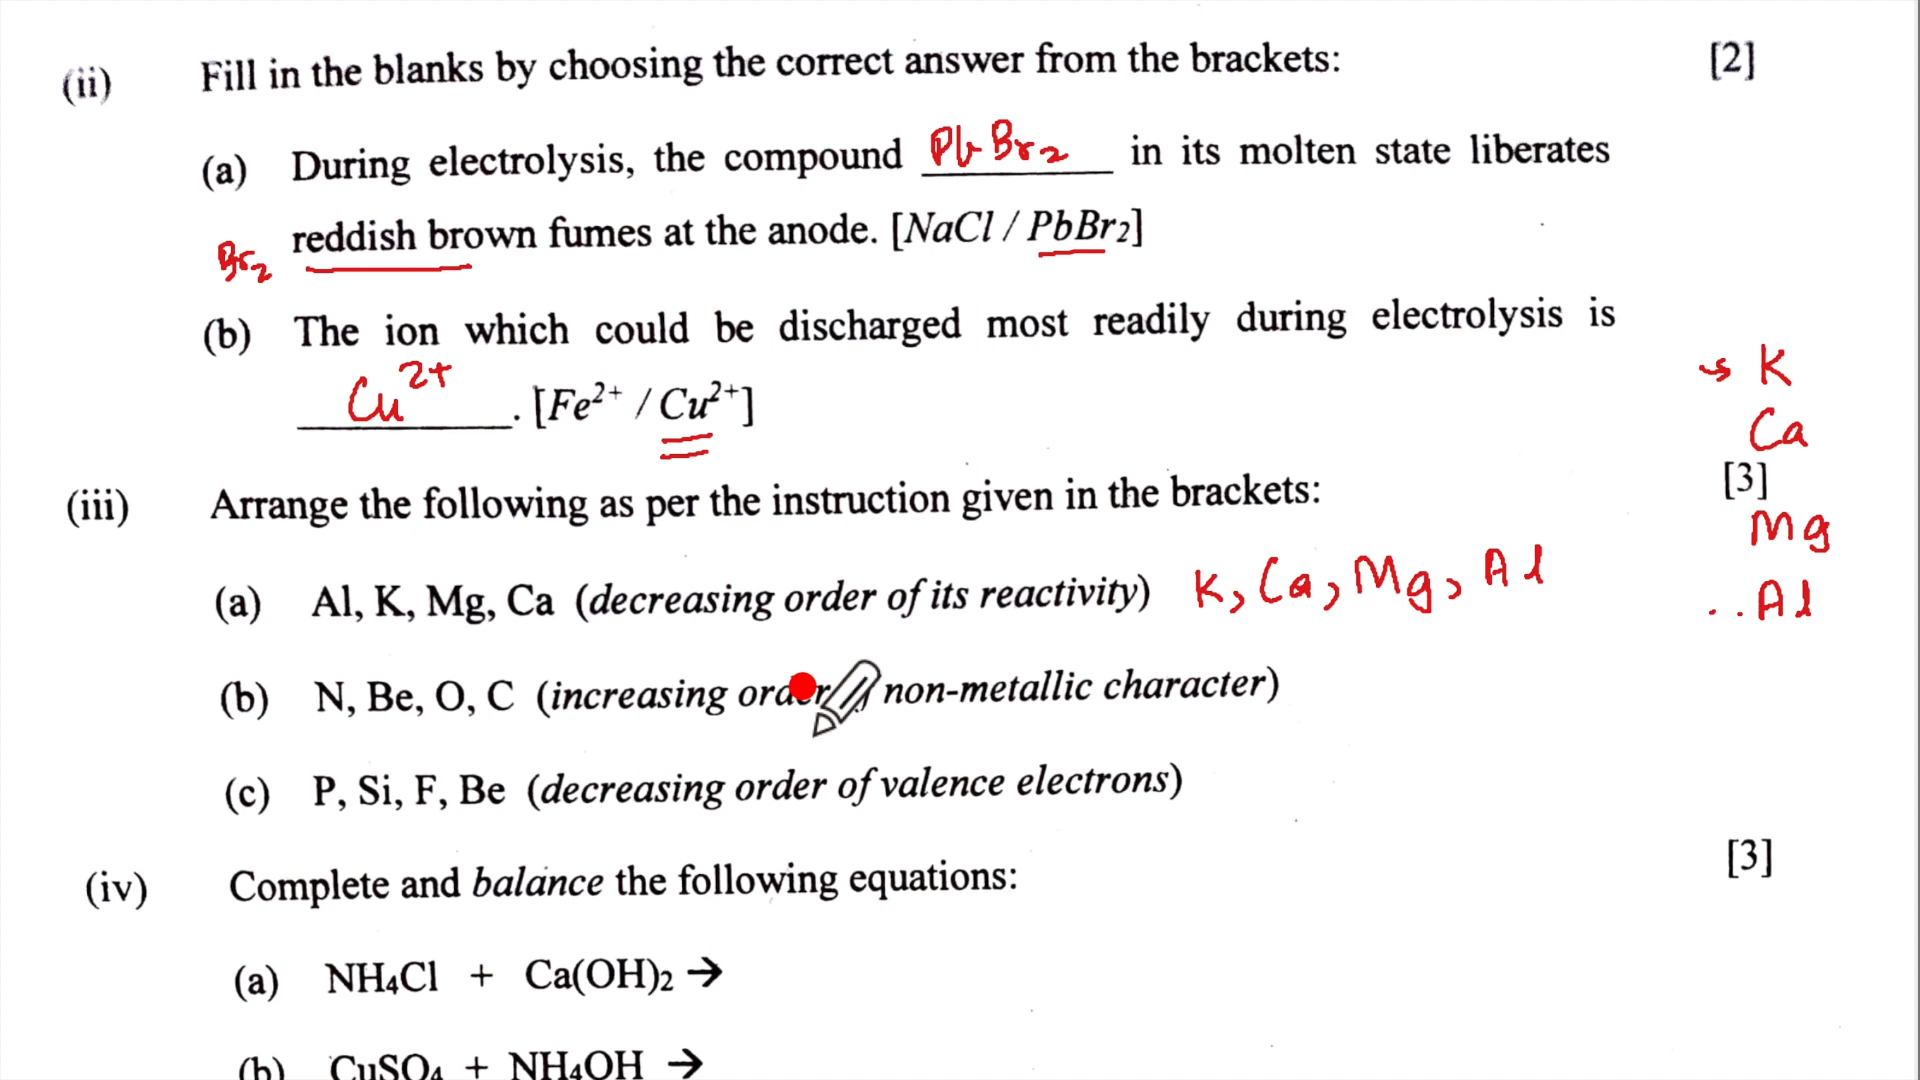 (ii) Fill in the blanks by choosing the correct answer from the brackets: [2]
(a) During electrolysis, the compound PbBr2 in its molten state liberates
Br2 reddish brown fumes at the anode. [NaCl / PbBr2]
(b) The ion which could be discharged most readily during electrolysis is
Cu2+ . [Fe2+ / Cu2+]
K
Ca
(iii) Arrange the following as per the instruction given in the brackets: [3]
Mg
(a) Al, K, Mg, Ca (decreasing order of its reactivity) K, Ca, Mg, Al
Al
(b) N, Be, O, C (increasing order non-metallic character)
(c) P, Si, F, Be (decreasing order of valence electrons)
(iv) Complete and balance the following equations: [3]
(a) NH4Cl + Ca(OH)2 →
(b) CuSO4 + NH4OH →